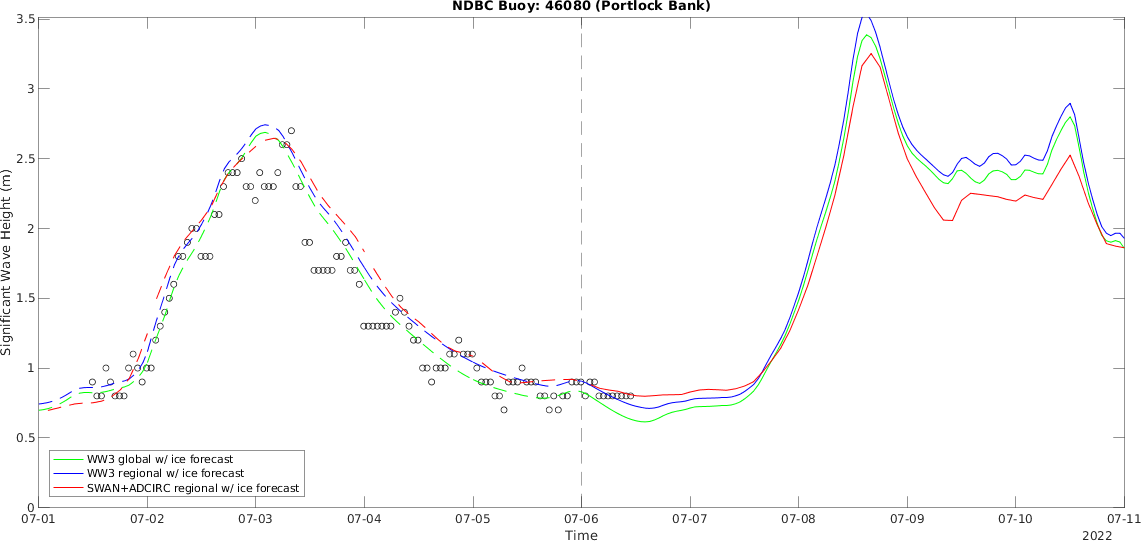 NDBC Buoy: 46080 (Portlock Bank)
3.5
3
2.5
2
1.5
1
0.5
0
Significant Wave Height (m)
WW3 global w/ ice forecast
WW3 regional w/ ice forecast
SWAN+ADCIRC regional w/ ice forecast
07-01 07-02 07-03 07-04 07-05 07-06 07-07 07-08 07-09 07-10 07-11
Time
2022